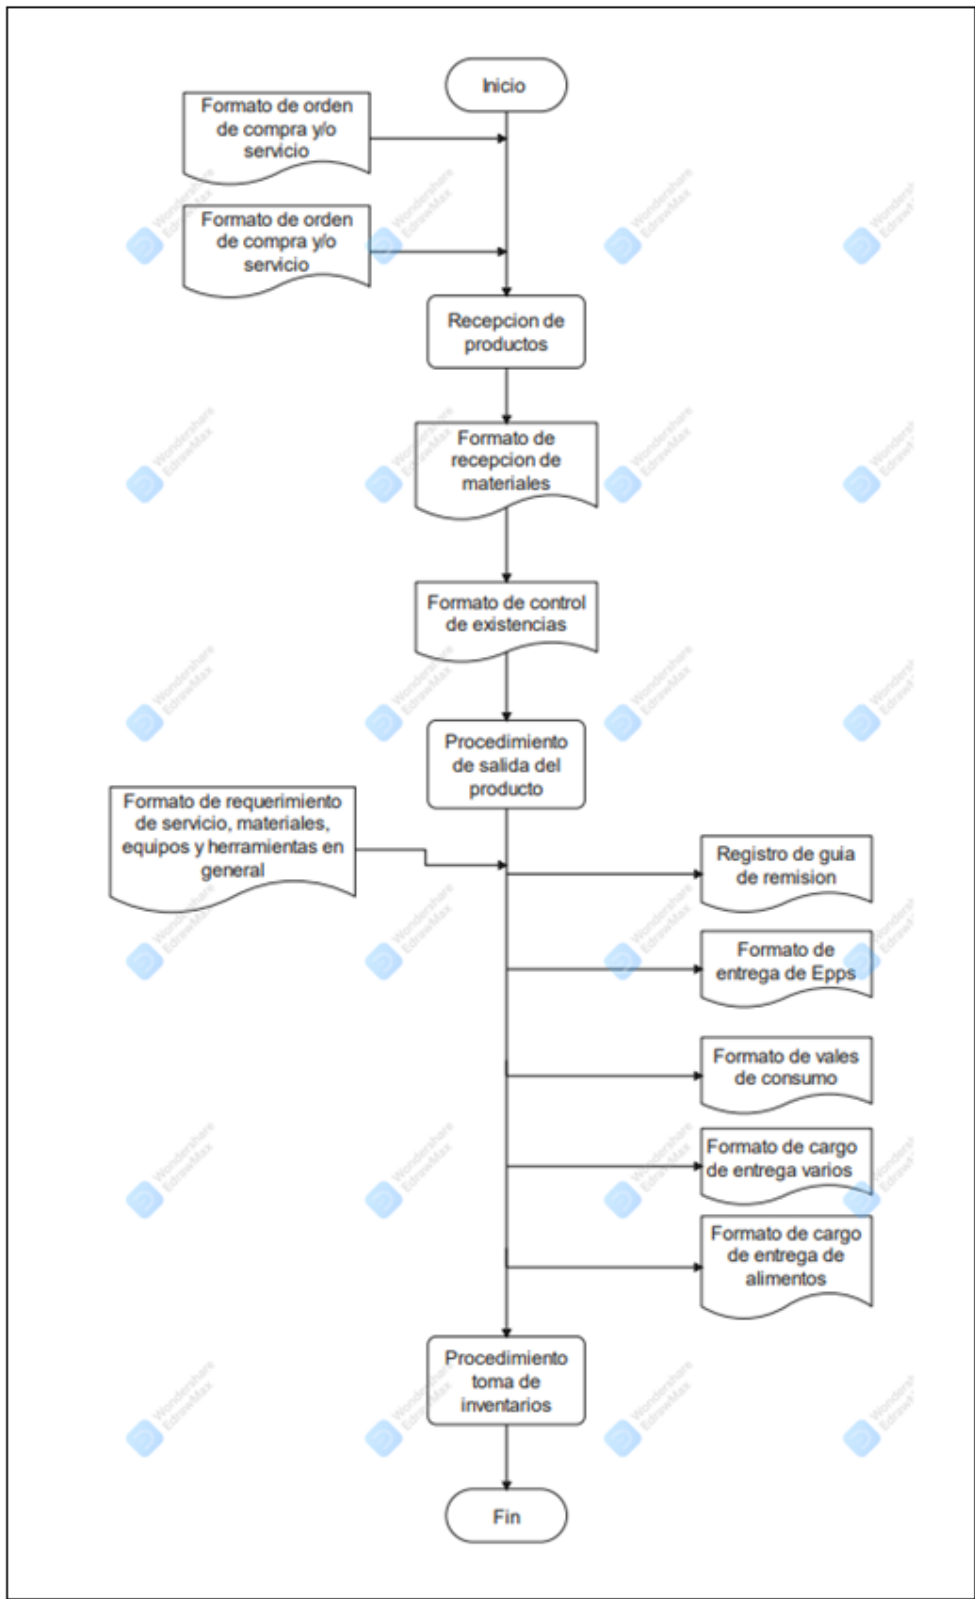 Inicio
Formato de orden
de compra y/o
servicio
Formato de orden
de compra y/o
servicio
Recepcion de
productos
Formato de
recepcion de
materiales
Formato de control
de existencias
Procedimiento
de salida del
producto
Formato de requerimiento
de servicio, materiales,
equipos y herramientas en
general
Registro de guia
de remision
Formato de
entrega de Epps
Formato de vales
de consumo
Formato de cargo
de entrega varios
Formato de cargo
de entrega de
alimentos
Procedimiento
toma de
inventarios
Fin
Wondershare
EdrawMax